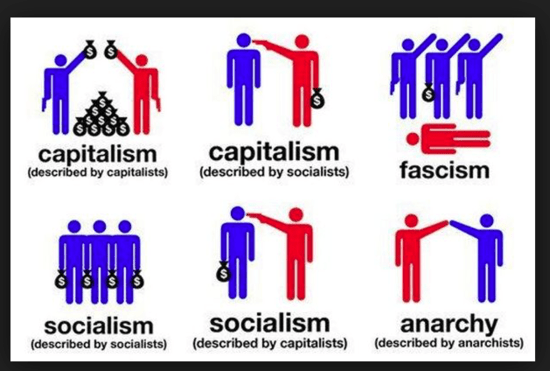 $ $
$
$ $
$ $ $
$ $ $ $
$
$
capitalism
(described by capitalists)
capitalism
(described by socialists)
fascism
$ $ $ $
$
socialism
(described by socialists)
socialism
(described by capitalists)
anarchy
(described by anarchists)